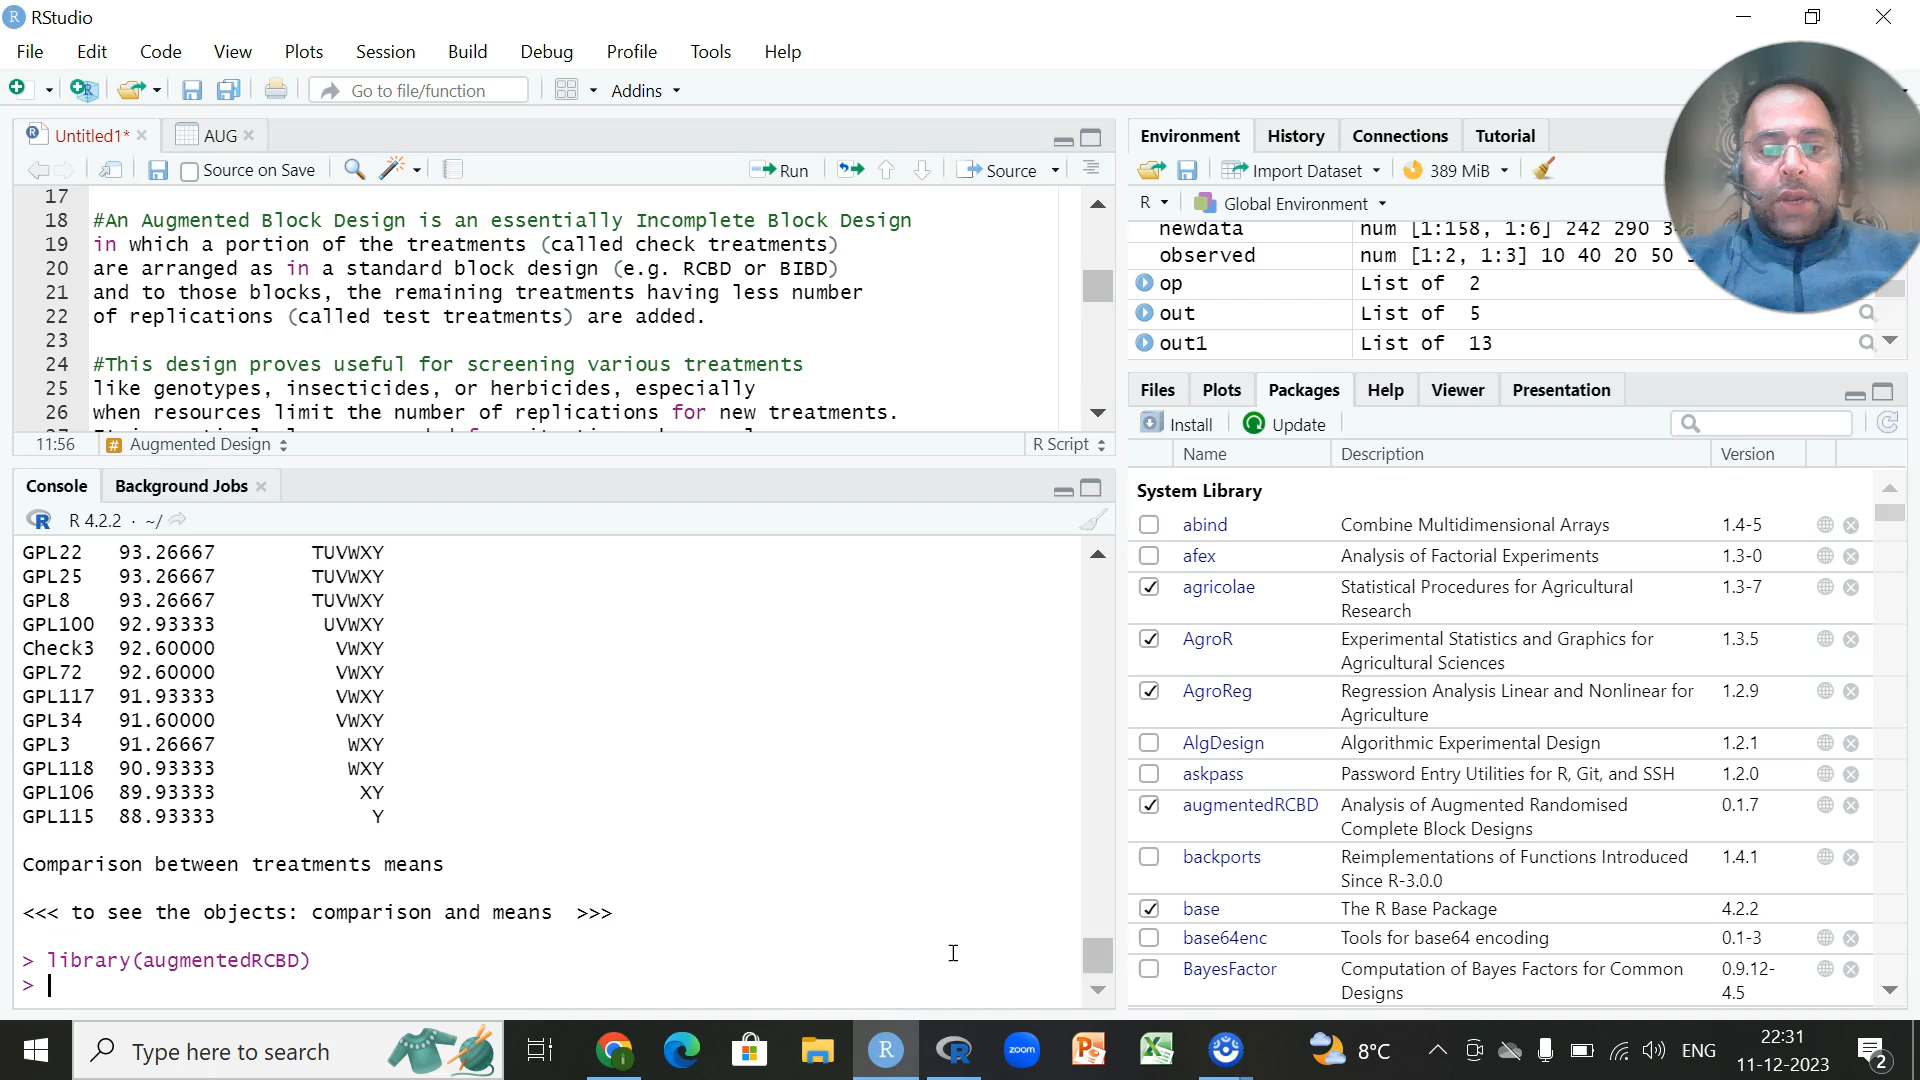 RStudio
File Edit Code View Plots Session Build Debug Profile Tools Help
Go to file/function Addins
Untitled1* AUG
Source on Save Run Source
17
18 #An Augmented Block Design is an essentially Incomplete Block Design
19 in which a portion of the treatments (called check treatments)
20 are arranged as in a standard block design (e.g. RCBD or BIBD)
21 and to those blocks, the remaining treatments having less number
22 of replications (called test treatments) are added.
23
24 #This design proves useful for screening various treatments
25 like genotypes, insecticides, or herbicides, especially
26 when resources limit the number of replications for new treatments.
11:56 # Augmented Design R Script
Console Background Jobs
R 4.2.2 · ~/
GPL22 93.26667 TUVWXY
GPL25 93.26667 TUVWXY
GPL8 93.26667 TUVWXY
GPL100 92.93333 UVWXY
Check3 92.60000 VWXY
GPL72 92.60000 VWXY
GPL117 91.93333 VWXY
GPL34 91.60000 VWXY
GPL3 91.26667 WXY
GPL118 90.93333 WXY
GPL106 89.93333 XY
GPL115 88.93333 Y
Comparison between treatments means
<<< to see the objects: comparison and means >>>
> library(augmentedRCBD)
>
Environment History Connections Tutorial
Import Dataset 389 MiB
R Global Environment
newdata num [1:158, 1:6] 242 290
observed num [1:2, 1:3] 10 40 20 50
op List of 2
out List of 5
out1 List of 13
Files Plots Packages Help Viewer Presentation
Install Update
Name Description Version
System Library
abind Combine Multidimensional Arrays 1.4-5
afex Analysis of Factorial Experiments 1.3-0
agricolae Statistical Procedures for Agricultural 1.3-7
Research
AgroR Experimental Statistics and Graphics for 1.3.5
Agricultural Sciences
AgroReg Regression Analysis Linear and Nonlinear for 1.2.9
Agriculture
AlgDesign Algorithmic Experimental Design 1.2.1
askpass Password Entry Utilities for R, Git, and SSH 1.2.0
augmentedRCBD Analysis of Augmented Randomised 0.1.7
Complete Block Designs
backports Reimplementations of Functions Introduced 1.4.1
Since R-3.0.0
base The R Base Package 4.2.2
base64enc Tools for base64 encoding 0.1-3
BayesFactor Computation of Bayes Factors for Common 0.9.12-
Designs 4.5
Type here to search
zoom
8°C ENG
22:31
11-12-2023
2